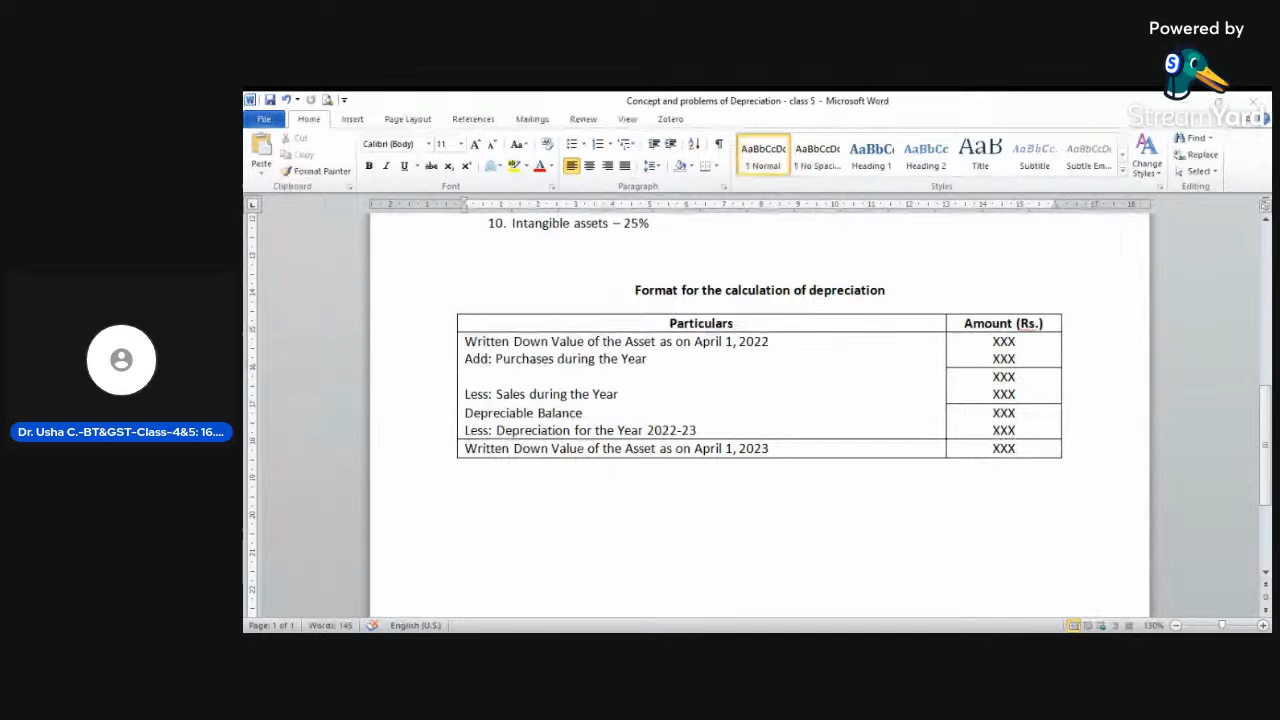 Powered by
StreamYard
Concept and problems of Depreciation - class 5 - Microsoft Word
File Home Insert Page Layout References Mailings Review View Zotero
Paste Cut Copy Format Painter Clipboard
Calibri (Body) 11 Font
Paragraph
AaBbCcDc AaBbCcDc AaBbC AaBbCc AaB AaBbCc. AaBbCcDc
¶ Normal ¶ No Spaci... Heading 1 Heading 2 Title Subtitle Subtle Em...
Change Styles Styles
Find Replace Select Editing
10. Intangible assets – 25%
Format for the calculation of depreciation
Particulars Amount (Rs.)
Written Down Value of the Asset as on April 1, 2022 XXX
Add: Purchases during the Year XXX
XXX
Less: Sales during the Year XXX
Depreciable Balance XXX
Less: Depreciation for the Year 2022-23 XXX
Written Down Value of the Asset as on April 1, 2023 XXX
Dr. Usha C.-BT&GST-Class-4&5: 16....
Page: 1 of 1 Words: 145 English (U.S.) 130%